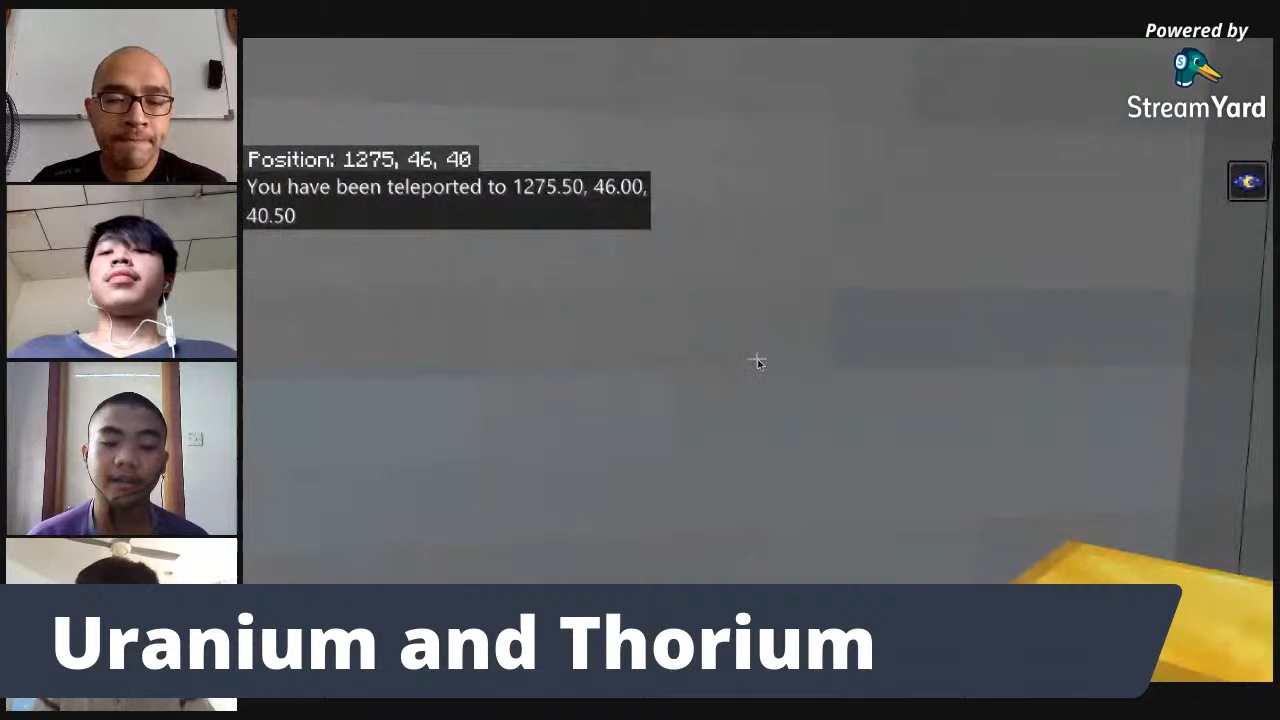 Powered by
StreamYard
Position: 1275, 46, 40
You have been teleported to 1275.50, 46.00,
40.50
Uranium and Thorium